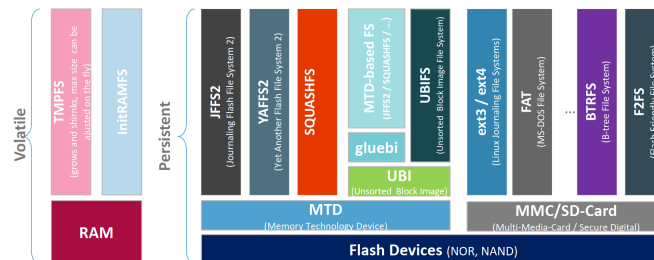 Volatile
TMPFS
(grows and shrinks, max size can be
ajusted on the fly)
InitRAMFS
RAM
Persistent
JFFS2
(Journaling Flash File System 2)
YAFFS2
(Yet Another Flash File System 2)
SQUASHFS
MTD-based FS
(JFFS2 / SQUASHFS / ...)
gluebi
UBIFS
(Unsorted Block Image File System)
UBI
(Unsorted Block Image)
MTD
(Memory Technology Device)
ext3 / ext4
(Linux Journaling File Systems)
FAT
(MS-DOS File System)
...
BTRFS
(B-tree File System)
F2FS
(Flash Friendly File System)
MMC/SD-Card
(Multi-Media-Card / Secure Digital)
Flash Devices (NOR, NAND)